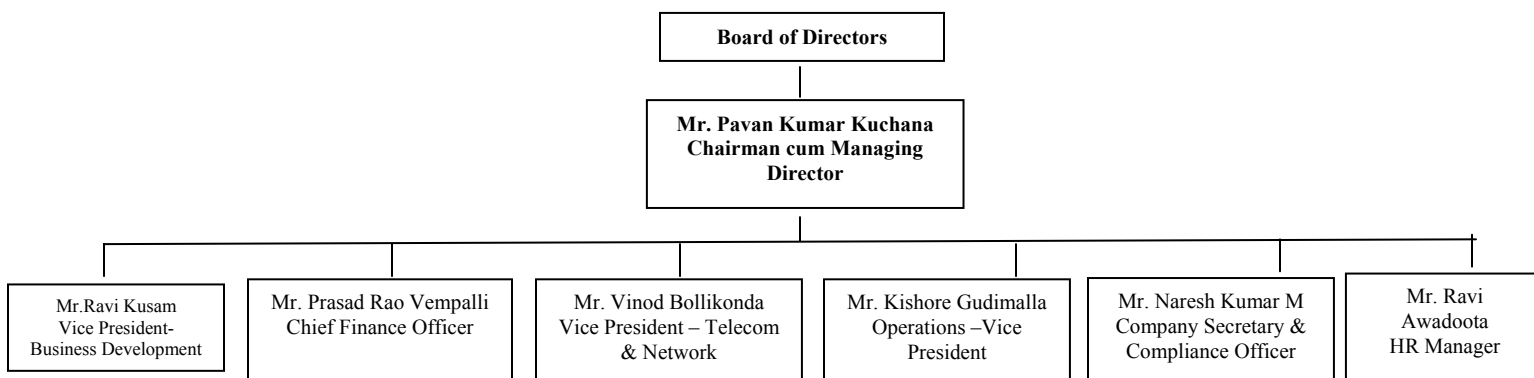 Board of Directors
Mr. Pavan Kumar Kuchana
Chairman cum Managing
Director
Mr.Ravi Kusam
Vice President-
Business Development
Mr. Prasad Rao Vempalli
Chief Finance Officer
Mr. Vinod Bollikonda
Vice President – Telecom
& Network
Mr. Kishore Gudimalla
Operations –Vice
President
Mr. Naresh Kumar M
Company Secretary &
Compliance Officer
Mr. Ravi
Awadoota
HR Manager